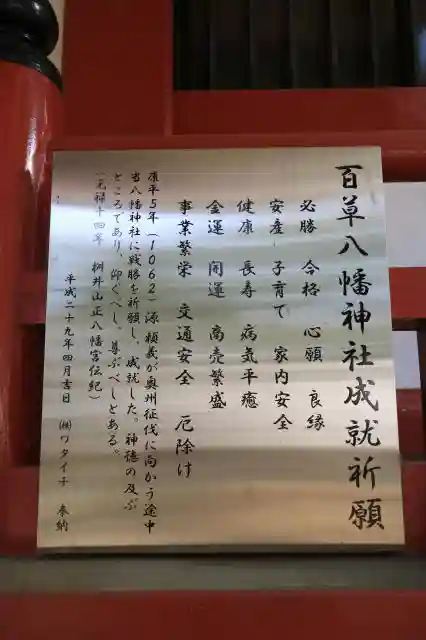 百草八幡神社成就祈願
必勝 合格 心願 良縁
安産 子育て 家内安全
健康 長寿 病気平癒
金運 開運 商売繁盛
事業繁栄 交通安全 厄除け
康平5年(1062)源頼義が奥州征伐に向かう途中
当八幡神社に戦勝を祈願し、成就した。神徳の及ぶ
ところであり、仰ぐべし。尊ぶべしとある。
(元禄十四年 桝井山正八幡宮伝紀)
平成二十九年四月吉日 ㈱ワタイチ 奉納